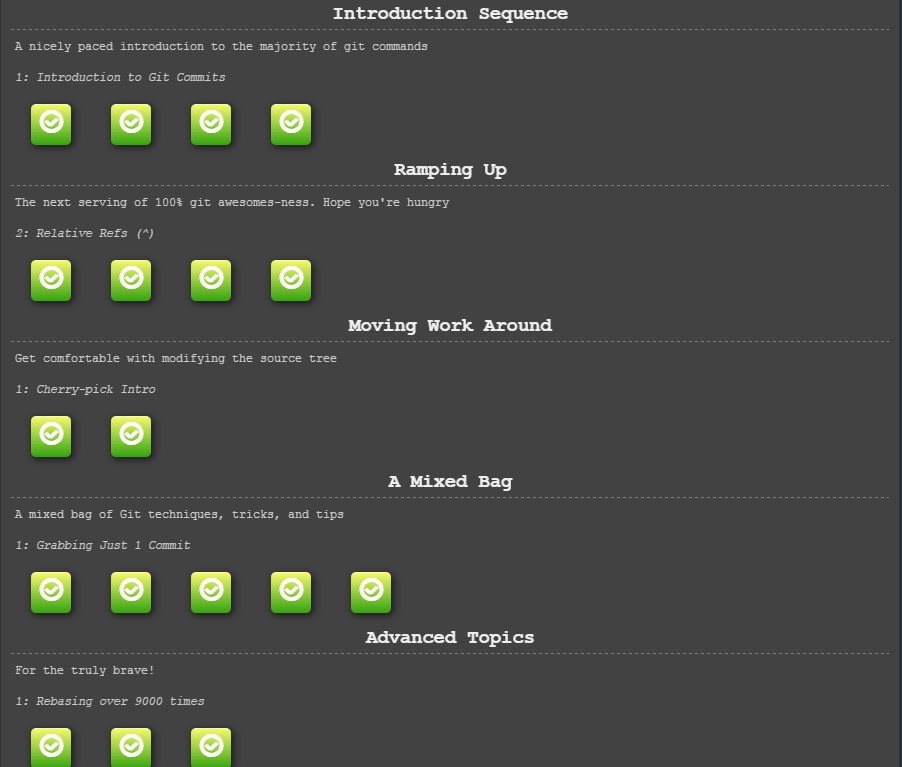 Introduction Sequence
A nicely paced introduction to the majority of git commands
1: Introduction to Git Commits
Ramping Up
The next serving of 100% git awesomes-ness. Hope you're hungry
2: Relative Refs (^)
Moving Work Around
Get comfortable with modifying the source tree
1: Cherry-pick Intro
A Mixed Bag
A mixed bag of Git techniques, tricks, and tips
1: Grabbing Just 1 Commit
Advanced Topics
For the truly brave!
1: Rebasing over 9000 times